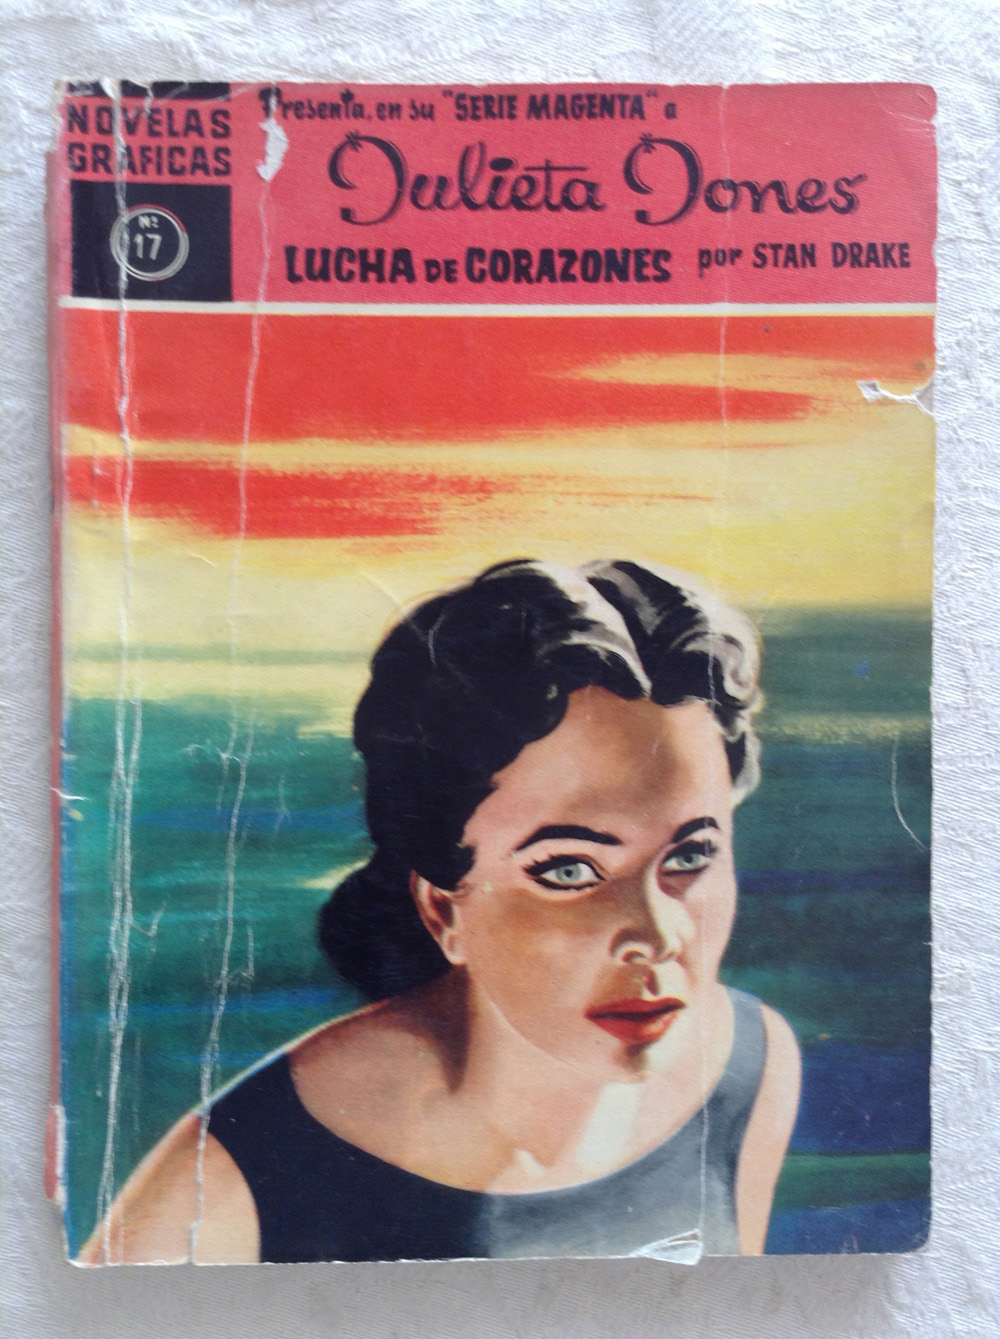 NOVELAS
GRAFICAS
Nº
17
Presenta, en su "SERIE MAGENTA" a
Julieta Jones
LUCHA DE CORAZONES por STAN DRAKE